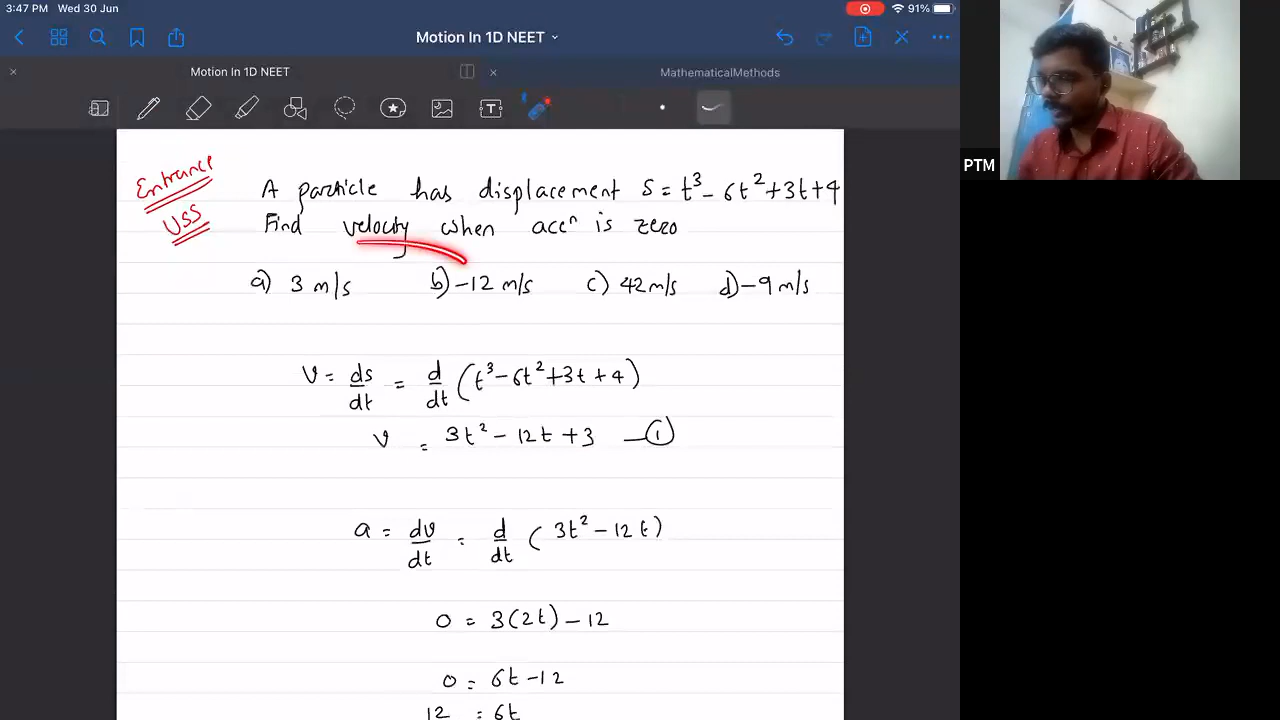 3:47 PM Wed 30 Jun
91%
Motion In 1D NEET
Motion In 1D NEET
MathematicalMethods
PTM
Entrance
USS
A particle has displacement S = t³ - 6t² + 3t + 4
Find velocity when accⁿ is zero
a) 3 m/s b) -12 m/s c) 42 m/s d) -9 m/s
v = ds/dt = d/dt (t³ - 6t² + 3t + 4)
v = 3t² - 12t + 3 —①
a = dv/dt = d/dt (3t² - 12t)
0 = 3(2t) - 12
0 = 6t - 12
12 = 6t